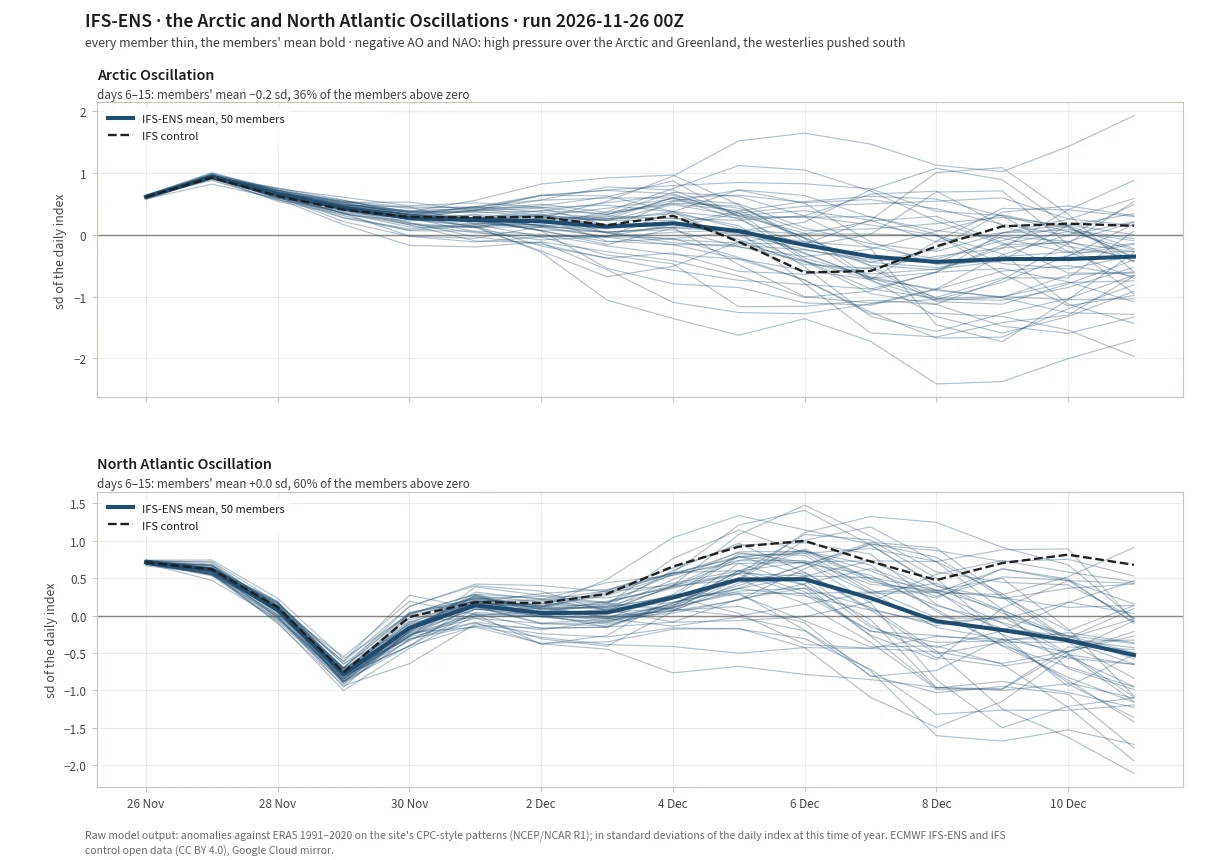 IFS-ENS · the Arctic and North Atlantic Oscillations · run 2026-11-26 00Z
every member thin, the members' mean bold · negative AO and NAO: high pressure over the Arctic and Greenland, the westerlies pushed south
Arctic Oscillation
days 6–15: members' mean −0.2 sd, 36% of the members above zero
IFS-ENS mean, 50 members
IFS control
sd of the daily index
2
1
0
−1
−2
North Atlantic Oscillation
days 6–15: members' mean +0.0 sd, 60% of the members above zero
IFS-ENS mean, 50 members
IFS control
sd of the daily index
1.5
1.0
0.5
0.0
−0.5
−1.0
−1.5
−2.0
26 Nov 28 Nov 30 Nov 2 Dec 4 Dec 6 Dec 8 Dec 10 Dec
Raw model output: anomalies against ERA5 1991–2020 on the site's CPC-style patterns (NCEP/NCAR R1); in standard deviations of the daily index at this time of year. ECMWF IFS-ENS and IFS
control open data (CC BY 4.0), Google Cloud mirror.